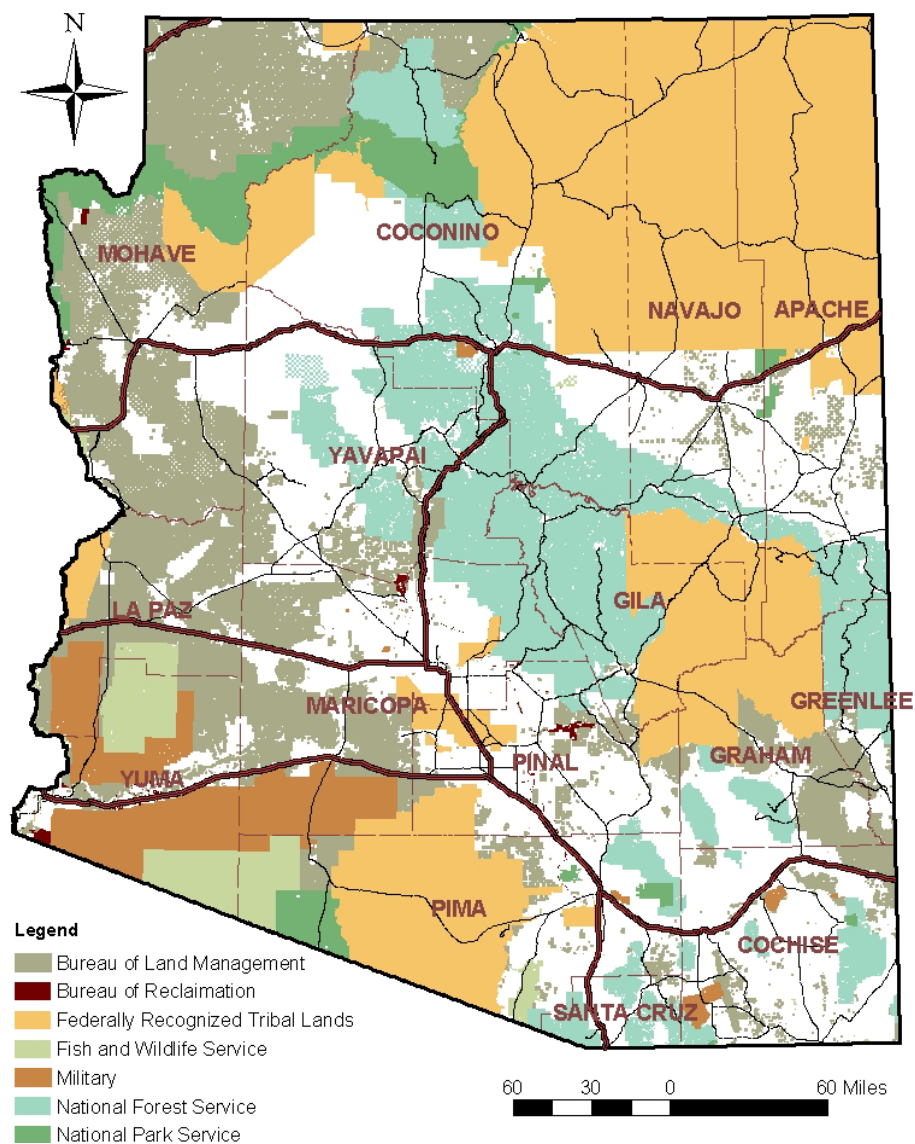 N
MOHAVE
COCONINO
NAVAJO
APACHE
YAVAPAI
GILA
LA PAZ
GREENLEE
MARICOPA
PINAL
GRAHAM
YUMA
PIMA
COCHISE
SANTA CRUZ
Legend
Bureau of Land Management
Bureau of Reclaimation
Federally Recognized Tribal Lands
Fish and Wildlife Service
Military
National Forest Service
National Park Service
60 30 0 60 Miles